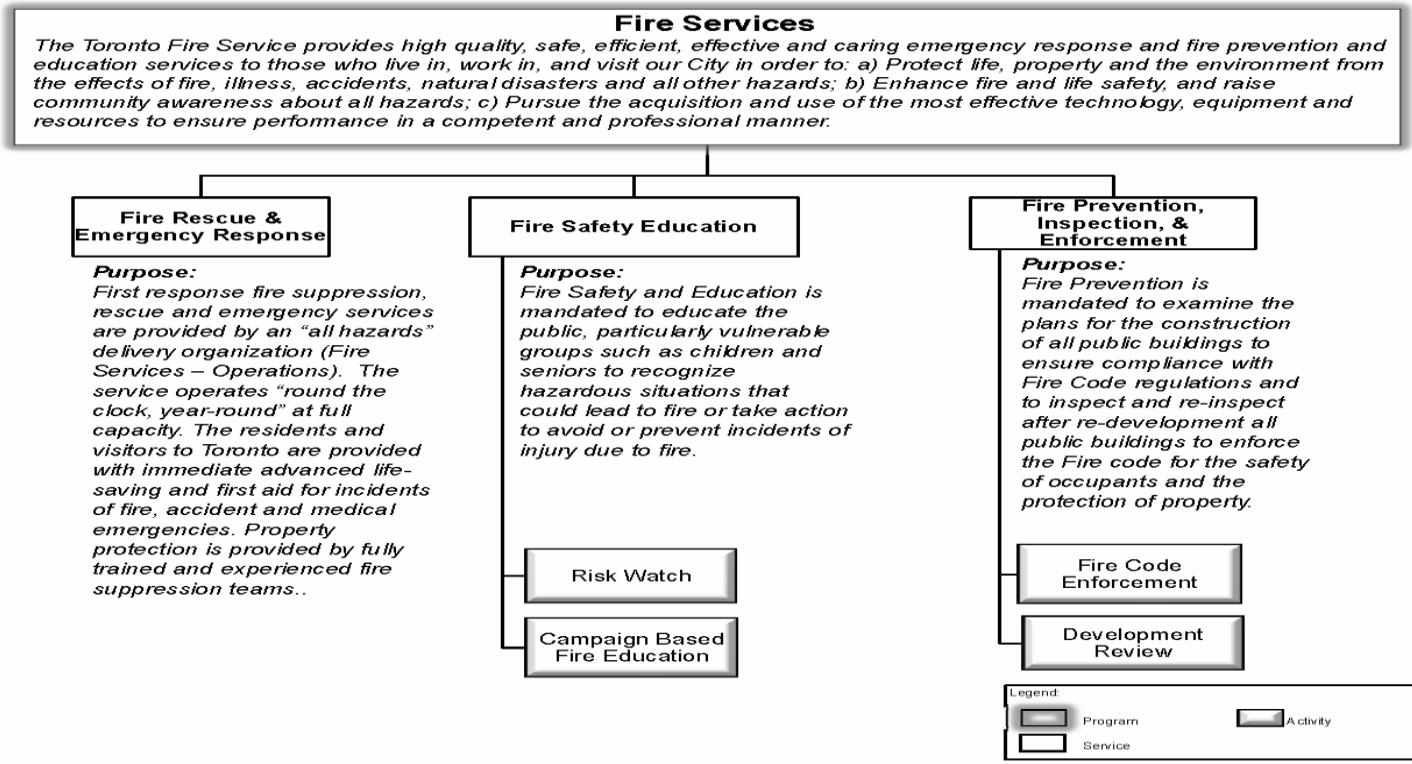 Fire Services
The Toronto Fire Service provides high quality, safe, efficient, effective and caring emergency response and fire prevention and
education services to those who live in, work in, and visit our City in order to: a) Protect life, property and the environment from
the effects of fire, illness, accidents, natural disasters and all other hazards; b) Enhance fire and life safety, and raise
community awareness about all hazards; c) Pursue the acquisition and use of the most effective technology, equipment and
resources to ensure performance in a competent and professional manner.
Fire Rescue &
Emergency Response
Purpose:
First response fire suppression,
rescue and emergency services
are provided by an “all hazards”
delivery organization (Fire
Services – Operations). The
service operates “round the
clock, year-round” at full
capacity. The residents and
visitors to Toronto are provided
with immediate advanced life-
saving and first aid for incidents
of fire, accident and medical
emergencies. Property
protection is provided by fully
trained and experienced fire
suppression teams..
Fire Safety Education
Purpose:
Fire Safety and Education is
mandated to educate the
public, particularly vulnerable
groups such as children and
seniors to recognize
hazardous situations that
could lead to fire or take action
to avoid or prevent incidents of
injury due to fire.
Risk Watch
Campaign Based
Fire Education
Fire Prevention,
Inspection, &
Enforcement
Purpose:
Fire Prevention is
mandated to examine the
plans for the construction
of all public buildings to
ensure compliance with
Fire Code regulations and
to inspect and re-inspect
after re-development all
public buildings to enforce
the Fire code for the safety
of occupants and the
protection of property.
Fire Code
Enforcement
Development
Review
Legend:
Program
Activity
Service